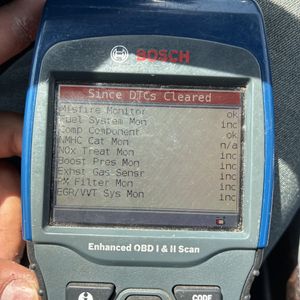 BOSCH
Since DTCs Cleared
Misfire Monitor ok
Fuel System Mon inc
Comp Component ok
NMHC Cat Mon n/a
NOx Treat Mon inc
Boost Pres Mon inc
Exhst Gas Sensr inc
PM Filter Mon inc
EGR/VVT Sys Mon inc
Enhanced OBD I & II Scan
CODE